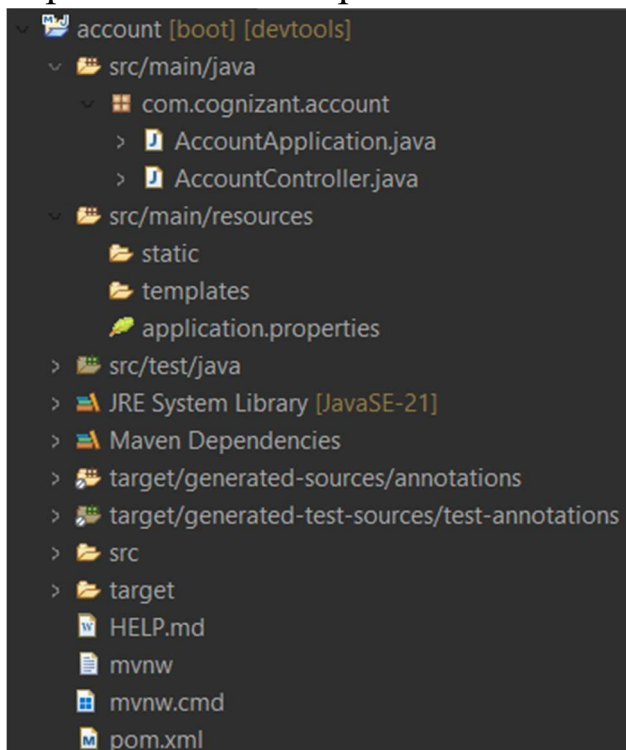 account [boot] [devtools]
src/main/java
com.cognizant.account
AccountApplication.java
AccountController.java
src/main/resources
static
templates
application.properties
src/test/java
JRE System Library [JavaSE-21]
Maven Dependencies
target/generated-sources/annotations
target/generated-test-sources/test-annotations
src
target
HELP.md
mvnw
mvnw.cmd
pom.xml